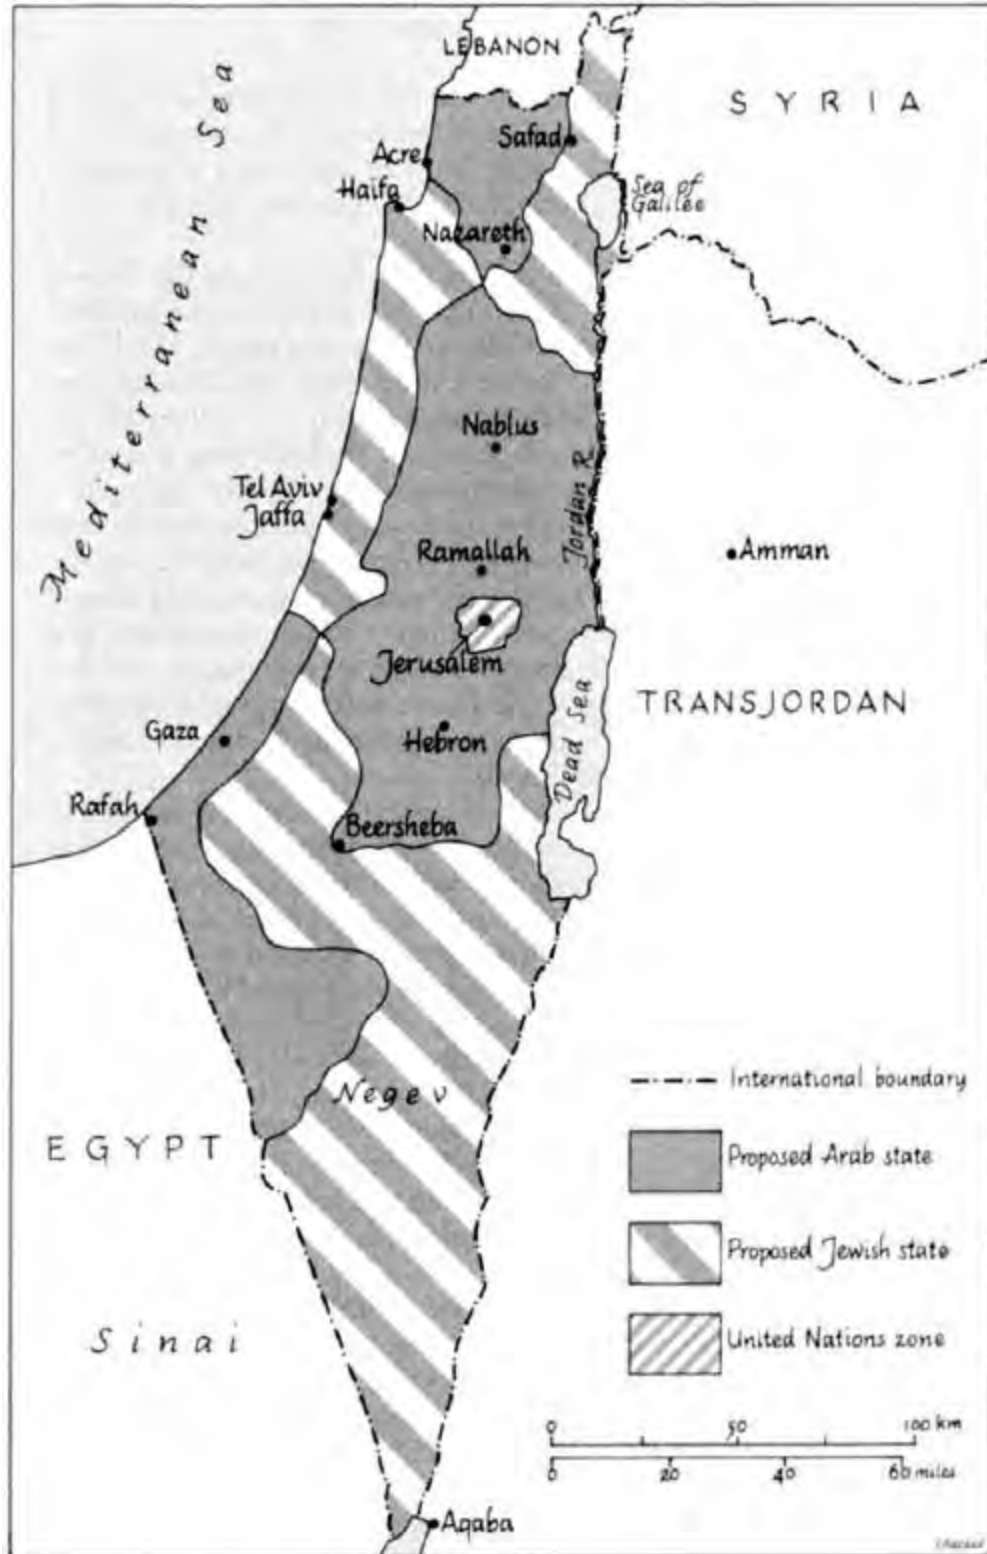 LEBANON
SYRIA
Mediterranean Sea
Safad
Acre
Haifa
Sea of
Galilee
Nazareth
Nablus
Tel Aviv
Jaffa
Jordan R.
Ramallah
Amman
Jerusalem
TRANSJORDAN
Dead Sea
Gaza
Hebron
Rafah
Beersheba
Negev
EGYPT
Sinai
Aqaba
International boundary
Proposed Arab state
Proposed Jewish state
United Nations zone
0 50 100 km
0 20 40 60 miles